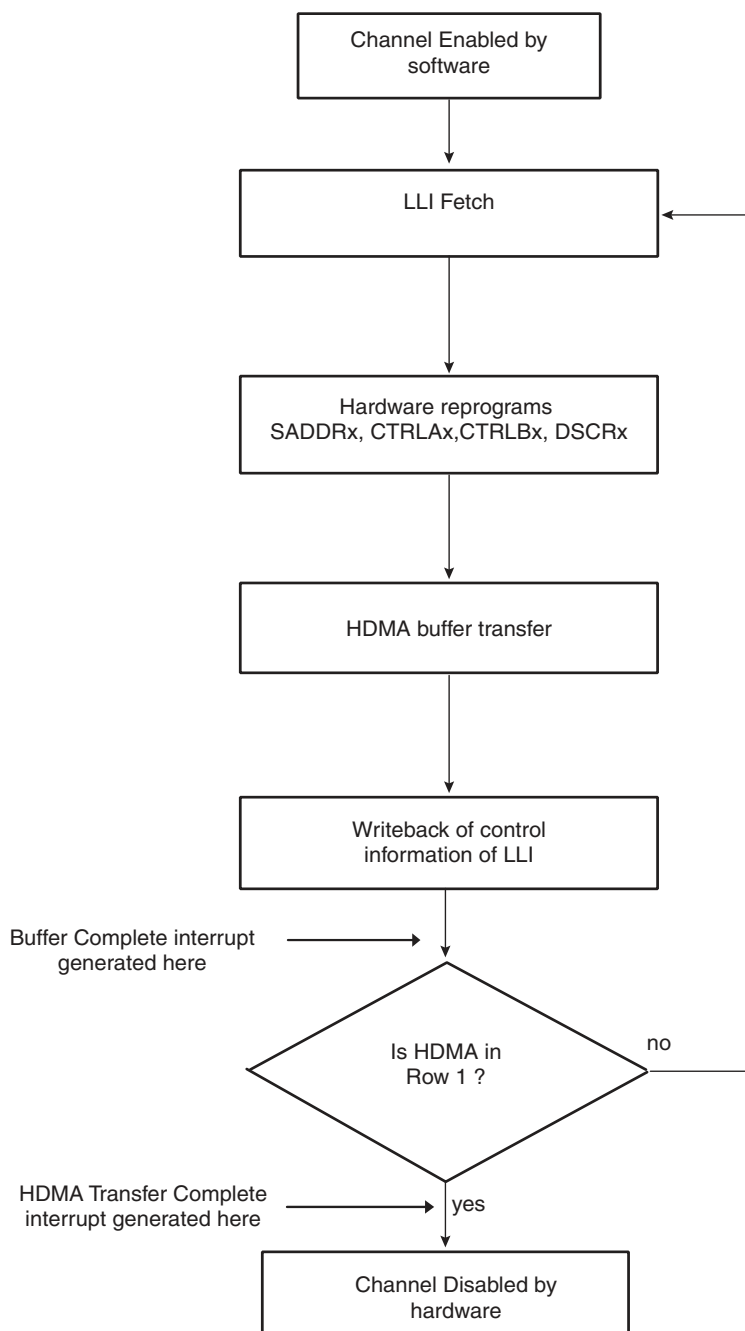 Channel Enabled by
software
LLI Fetch
Hardware reprograms
SADDRx, CTRLAx,CTRLBx, DSCRx
HDMA buffer transfer
Writeback of control
information of LLI
Buffer Complete interrupt
generated here
Is HDMA in
Row 1 ?
no
HDMA Transfer Complete
interrupt generated here
yes
Channel Disabled by
hardware